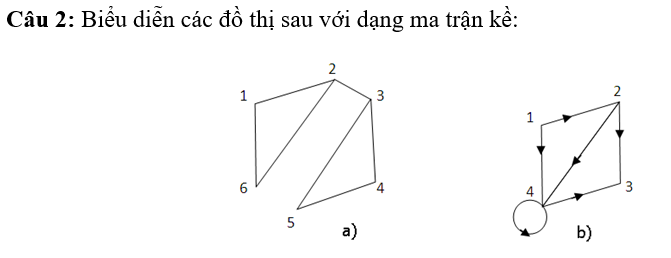 Câu 2: Biểu diễn các đồ thị sau với dạng ma trận kề:
1 2 3 4 5 6
a)
1 2 3 4
b)